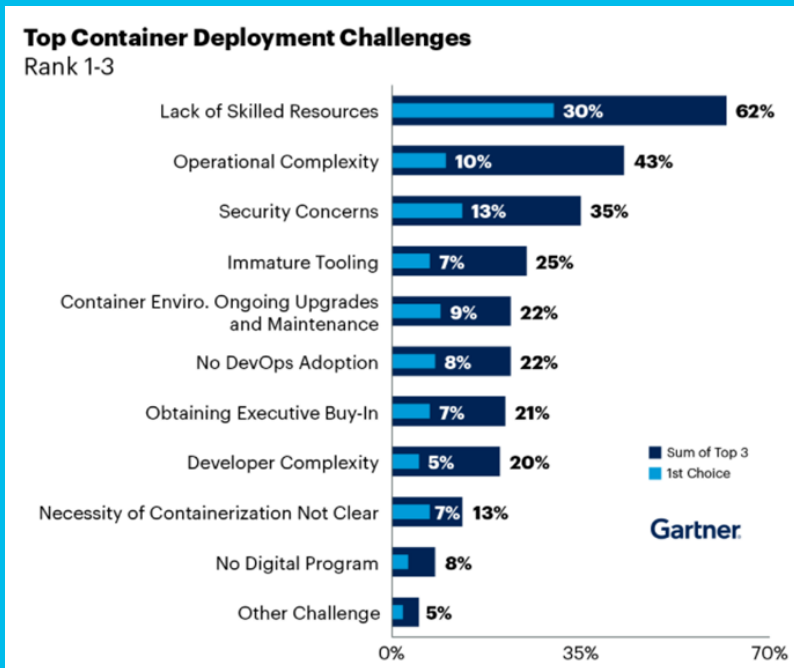 Top Container Deployment Challenges
Rank 1-3
Lack of Skilled Resources 30% 62%
Operational Complexity 10% 43%
Security Concerns 13% 35%
Immature Tooling 7% 25%
Container Enviro. Ongoing Upgrades
and Maintenance 9% 22%
No DevOps Adoption 8% 22%
Obtaining Executive Buy-In 7% 21%
Developer Complexity 5% 20%
Necessity of Containerization Not Clear 7% 13%
No Digital Program 8%
Other Challenge 5%
Sum of Top 3
1st Choice
Gartner.
0% 35% 70%